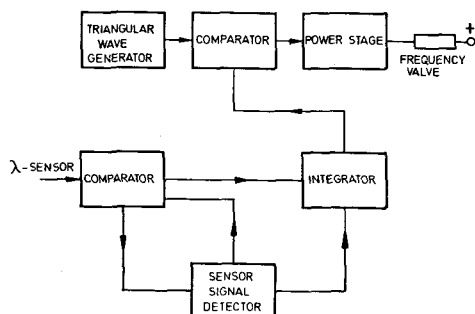 TRIANGULAR
WAVE
GENERATOR
COMPARATOR
POWER STAGE
+
FREQUENCY
VALVE
λ-SENSOR
COMPARATOR
INTEGRATOR
SENSOR
SIGNAL
DETECTOR